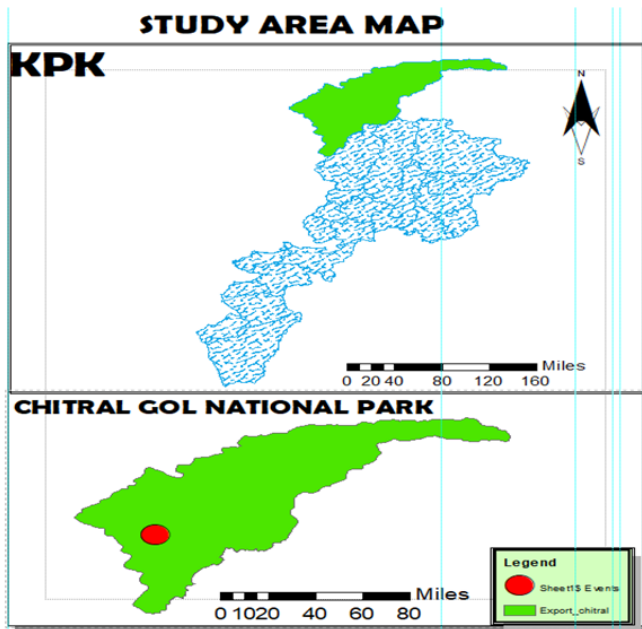 STUDY AREA MAP
KPK
N
S
Miles
0 20 40 80 120 160
CHITRAL GOL NATIONAL PARK
Miles
0 10 20 40 60 80
Legend
Sheet1$ Events
Export_chitral